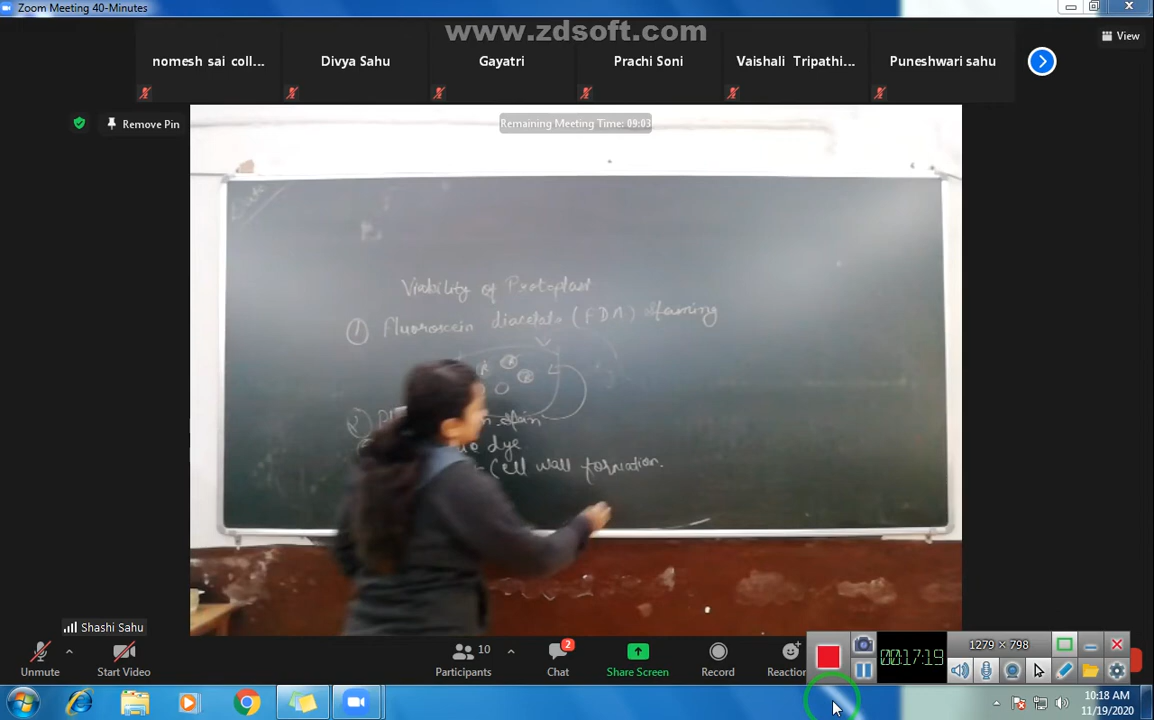 Zoom Meeting 40-Minutes
www.zdsoft.com
View
nomesh sai coll...
Divya Sahu
Gayatri
Prachi Soni
Vaishali Tripathi...
Puneshwari sahu
Remove Pin
Remaining Meeting Time: 09:03
Viability of Protoplast
① Fluorescein diacetate (FDA) staining
② stain
dye
- Cell wall formation.
Shashi Sahu
Unmute
Start Video
10
Participants
2
Chat
Share Screen
Record
Reaction
00:17:19
1279 × 798
10:18 AM
11/19/2020